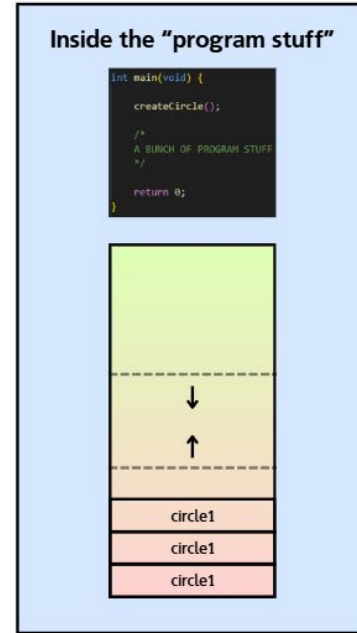 Inside the “program stuff”
int main(void) {
createCircle();
/*
A BUNCH OF PROGRAM STUFF
*/
return 0;
}
circle1
circle1
circle1